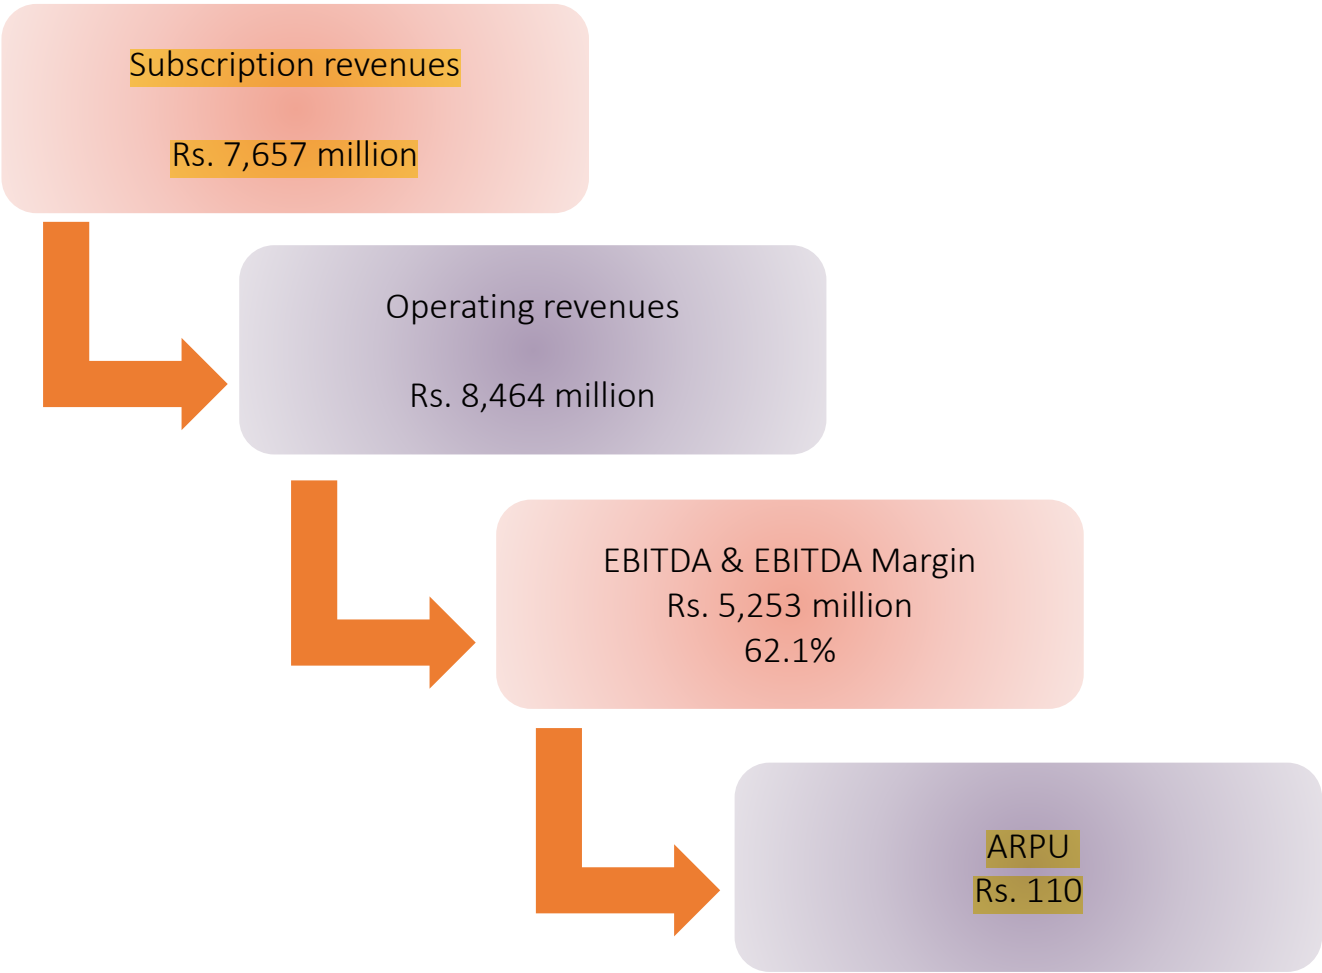 Subscription revenues
Rs. 7,657 million
Operating revenues
Rs. 8,464 million
EBITDA & EBITDA Margin
Rs. 5,253 million
62.1%
ARPU
Rs. 110